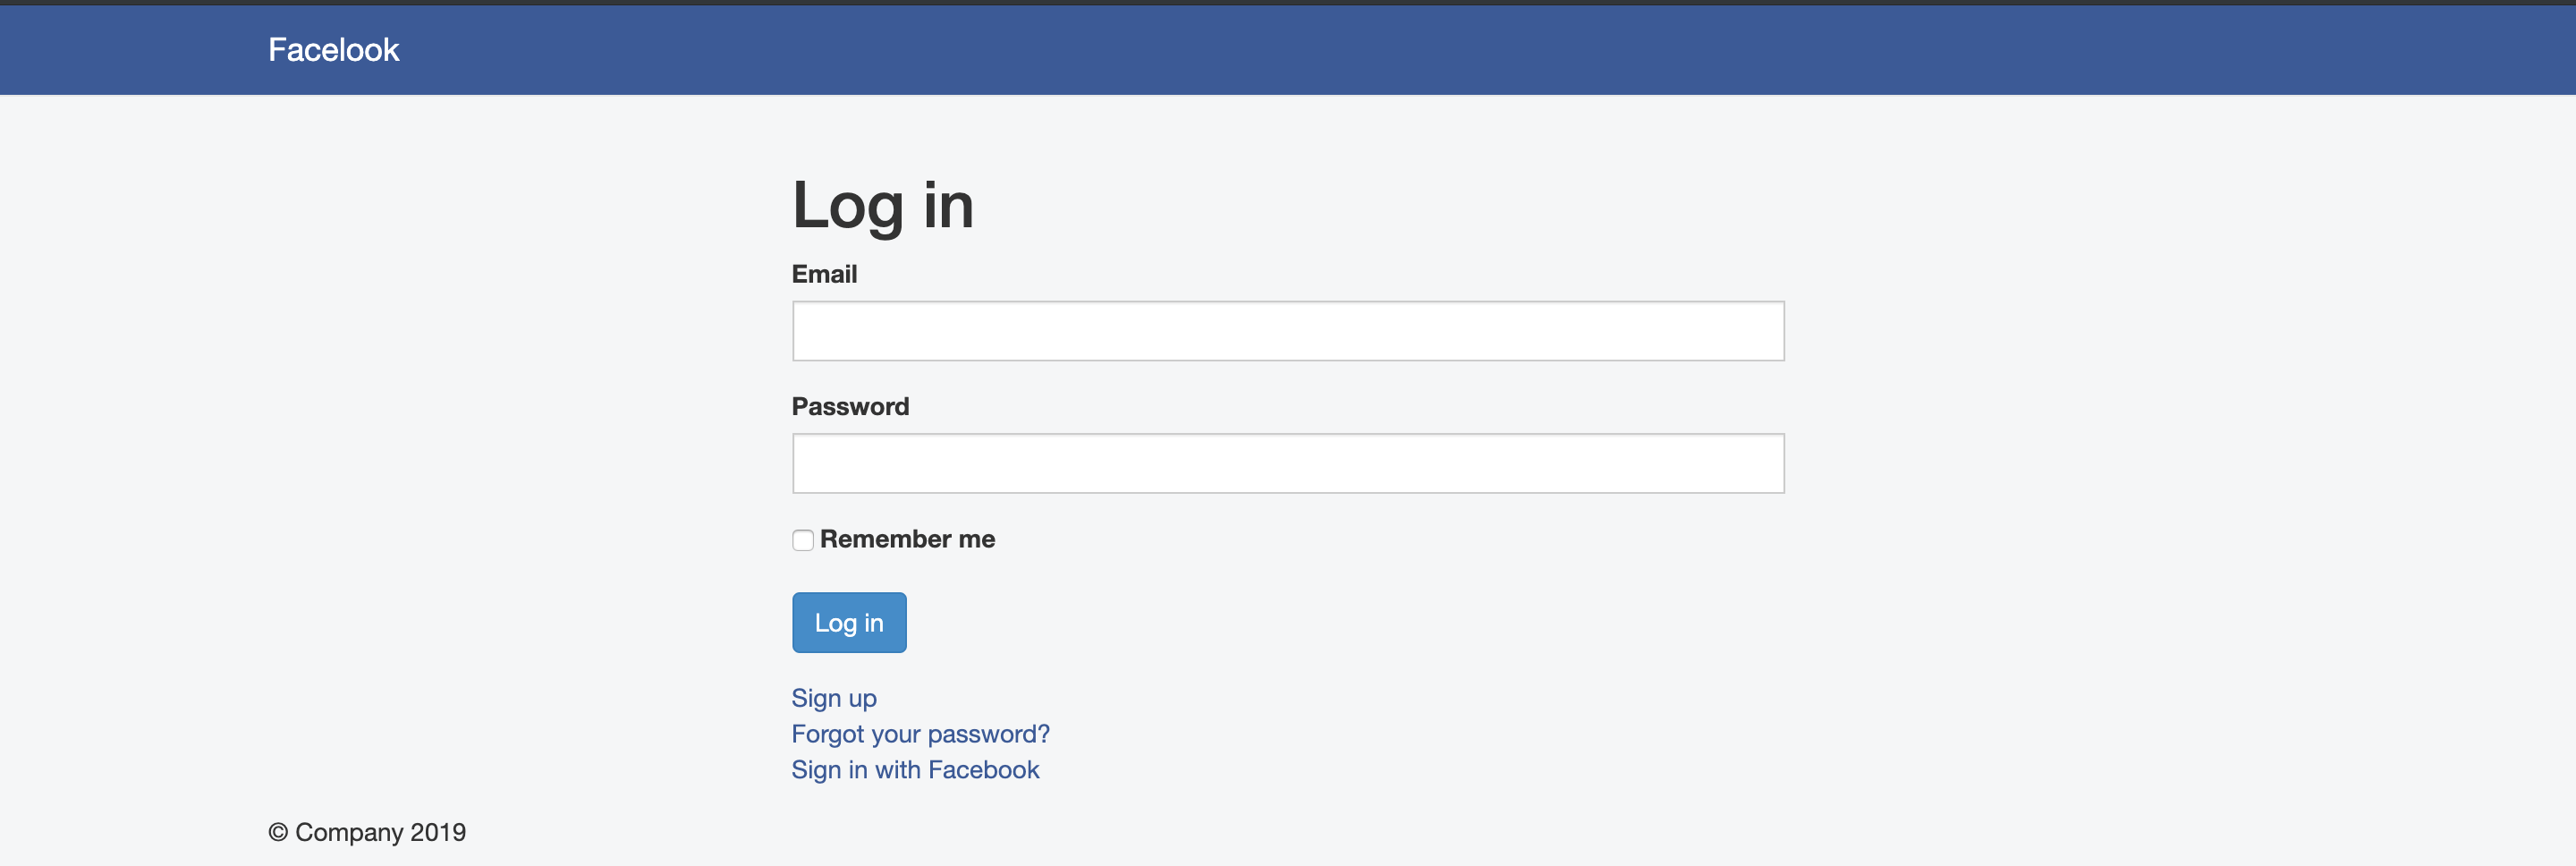 Facelook
Log in
Email
Password
Remember me
Log in
Sign up
Forgot your password?
Sign in with Facebook
© Company 2019